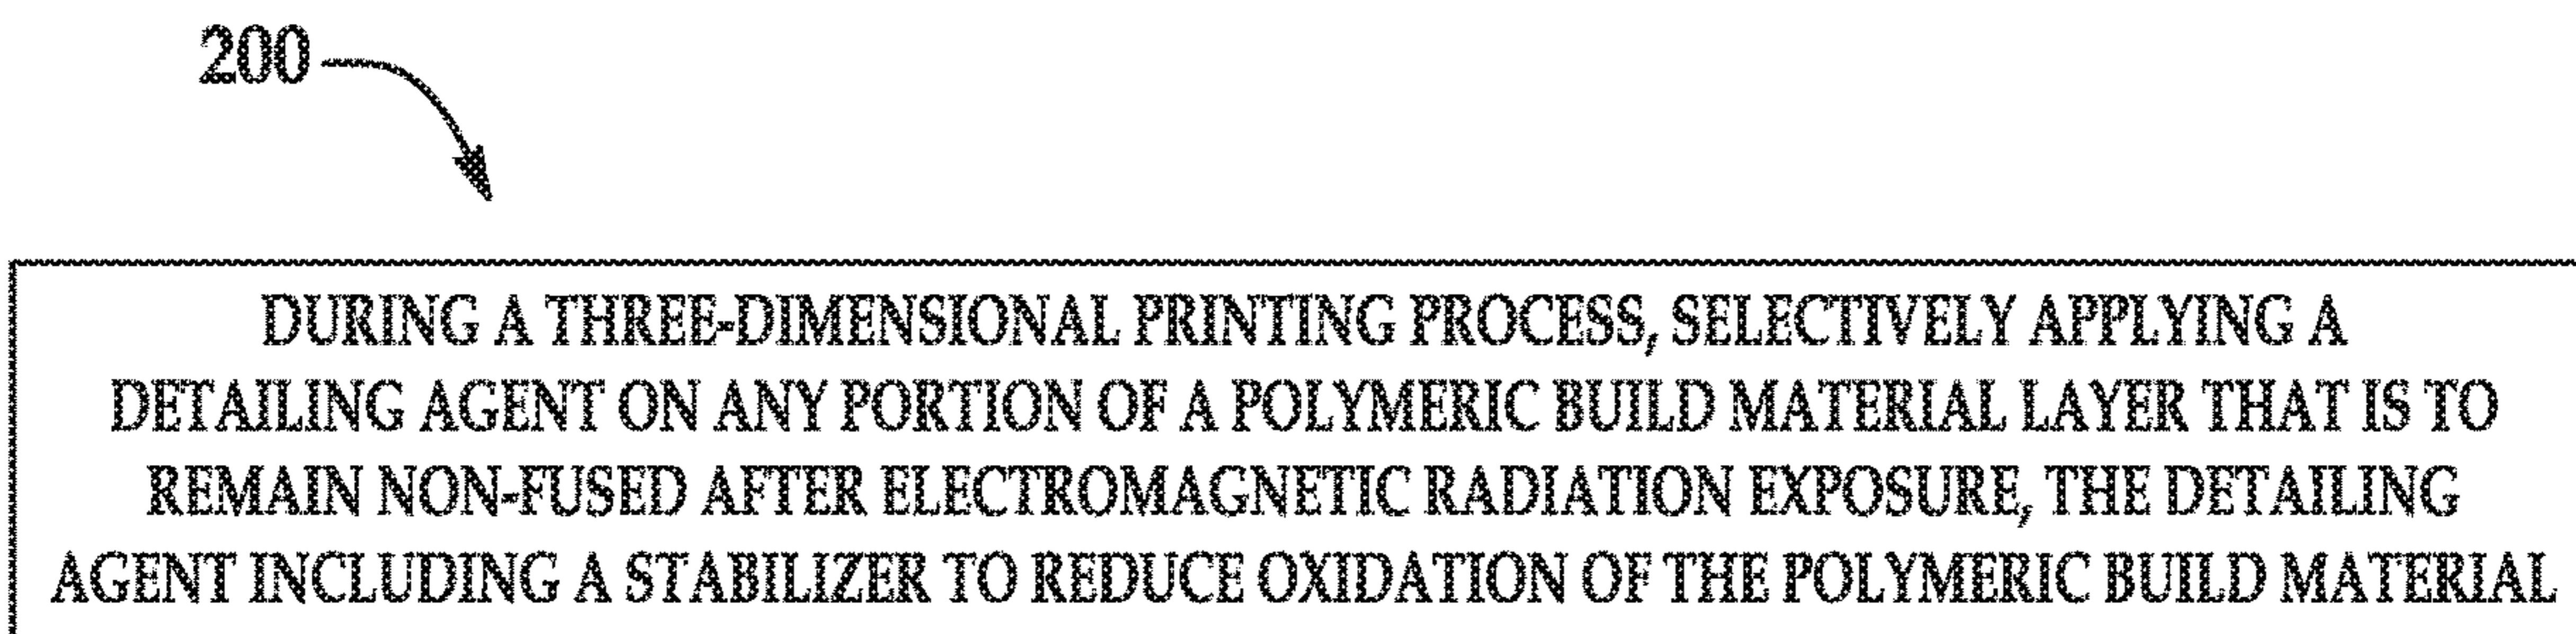 200
DURING A THREE-DIMENSIONAL PRINTING PROCESS, SELECTIVELY APPLYING A
DETAILING AGENT ON ANY PORTION OF A POLYMERIC BUILD MATERIAL LAYER THAT IS TO
REMAIN NON-FUSED AFTER ELECTROMAGNETIC RADIATION EXPOSURE, THE DETAILING
AGENT INCLUDING A STABILIZER TO REDUCE OXIDATION OF THE POLYMERIC BUILD MATERIAL